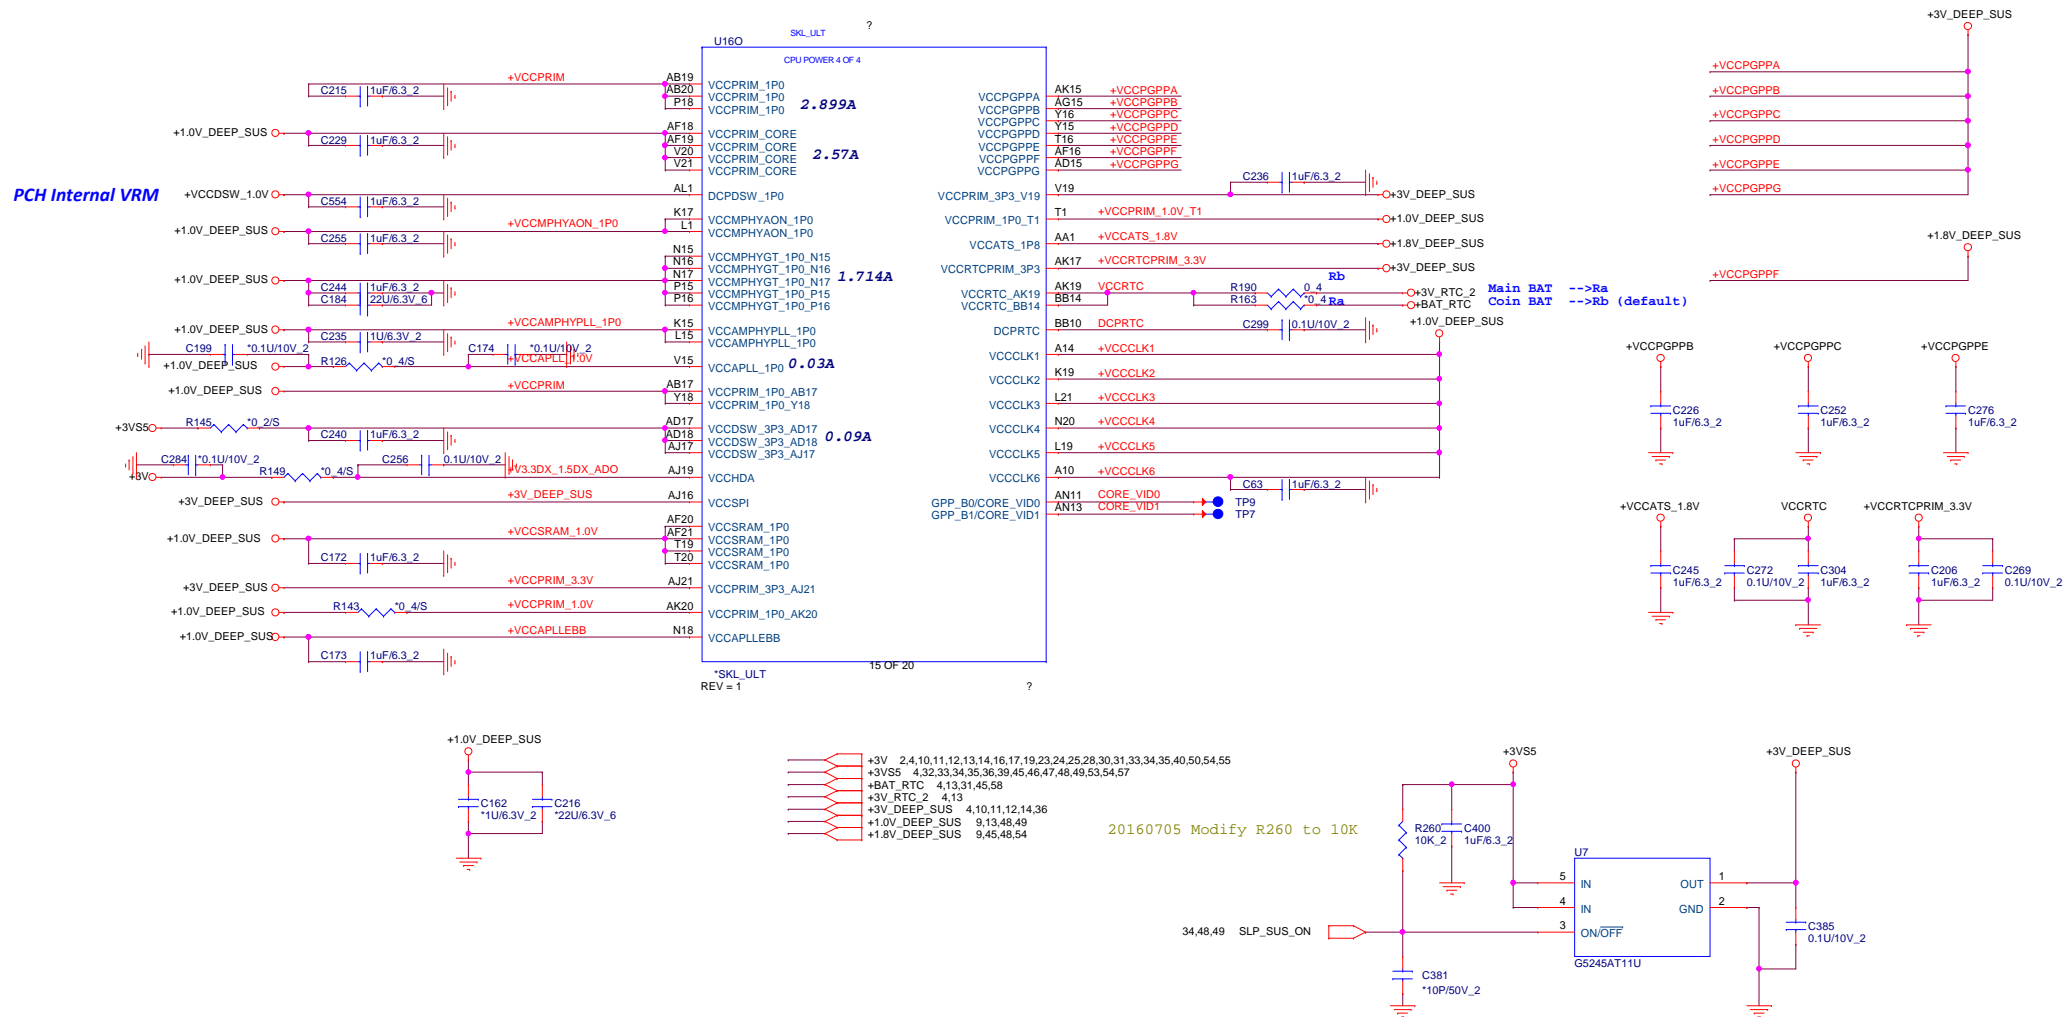 ?
SKL_ULT
U16O
CPU POWER 4 OF 4
+VCCPRIM
C215 1uF/6.3_2
AB19 VCCPRIM_1P0
AB20 VCCPRIM_1P0
P18 VCCPRIM_1P0
2.899A
+1.0V_DEEP_SUS
C229 1uF/6.3_2
AF18 VCCPRIM_CORE
AF19 VCCPRIM_CORE
V20 VCCPRIM_CORE
V21 VCCPRIM_CORE
2.57A
PCH Internal VRM
+VCCDSW_1.0V
C554 1uF/6.3_2
AL1 DCPDSW_1P0
+1.0V_DEEP_SUS
+VCCMPHYAON_1P0
C255 1uF/6.3_2
K17 VCCMPHYAON_1P0
L1 VCCMPHYAON_1P0
+1.0V_DEEP_SUS
C244 1uF/6.3_2
C184 22U/6.3V_6
N15 VCCMPHYGT_1P0_N15
N16 VCCMPHYGT_1P0_N16
N17 VCCMPHYGT_1P0_N17
P15 VCCMPHYGT_1P0_P15
P16 VCCMPHYGT_1P0_P16
1.714A
+1.0V_DEEP_SUS
+VCCAMPHYPLL_1P0
C235 1U/6.3V_2
K15 VCCAMPHYPLL_1P0
L15 VCCAMPHYPLL_1P0
C199 *0.1U/10V_2
C174 *0.1U/10V_2
+1.0V_DEEP_SUS
R126 *0_4/S
+VCCAPLL_1.0V
V15 VCCAPLL_1P0
0.03A
+1.0V_DEEP_SUS
+VCCPRIM
AB17 VCCPRIM_1P0_AB17
Y18 VCCPRIM_1P0_Y18
+3VS5
R145 *0_2/S
C240 1uF/6.3_2
AD17 VCCDSW_3P3_AD17
AD18 VCCDSW_3P3_AD18
AJ17 VCCDSW_3P3_AJ17
0.09A
C284 *0.1U/10V_2
C256 0.1U/10V_2
+3V
R149 *0_4/S
+V3.3DX_1.5DX_ADO
AJ19 VCCHDA
+3V_DEEP_SUS
+3V_DEEP_SUS
AJ16 VCCSPI
+1.0V_DEEP_SUS
+VCCSRAM_1.0V
C172 1uF/6.3_2
AF20 VCCSRAM_1P0
AF21 VCCSRAM_1P0
T19 VCCSRAM_1P0
T20 VCCSRAM_1P0
+3V_DEEP_SUS
+VCCPRIM_3.3V
AJ21 VCCPRIM_3P3_AJ21
+1.0V_DEEP_SUS
R143 *0_4/S
+VCCPRIM_1.0V
AK20 VCCPRIM_1P0_AK20
+1.0V_DEEP_SUS
+VCCAPLLEBB
C173 1uF/6.3_2
N18 VCCAPLLEBB
*SKL_ULT
REV = 1
15 OF 20
?
VCCPGPPA AK15 +VCCPGPPA
VCCPGPPB AG15 +VCCPGPPB
VCCPGPPC Y16 +VCCPGPPC
VCCPGPPD Y15 +VCCPGPPD
VCCPGPPE T16 +VCCPGPPE
VCCPGPPF AF16 +VCCPGPPF
VCCPGPPG AD15 +VCCPGPPG
C236 1uF/6.3_2
VCCPRIM_3P3_V19 V19 +3V_DEEP_SUS
VCCPRIM_1P0_T1 T1 +VCCPRIM_1.0V_T1 +1.0V_DEEP_SUS
VCCATS_1P8 AA1 +VCCATS_1.8V +1.8V_DEEP_SUS
VCCRTCPRIM_3P3 AK17 +VCCRTCPRIM_3.3V +3V_DEEP_SUS
Rb
VCCRTC_AK19 AK19 VCCRTC R190 0_4 +3V_RTC_2
VCCRTC_BB14 BB14 R163 *0_4 Ra +BAT_RTC
Main BAT -->Ra
Coin BAT -->Rb (default)
DCPRTC BB10 DCPRTC C299 0.1U/10V_2
+1.0V_DEEP_SUS
VCCCLK1 A14 +VCCCLK1
VCCCLK2 K19 +VCCCLK2
VCCCLK3 L21 +VCCCLK3
VCCCLK4 N20 +VCCCLK4
VCCCLK5 L19 +VCCCLK5
VCCCLK6 A10 +VCCCLK6
C63 1uF/6.3_2
GPP_B0/CORE_VID0 AN11 CORE_VID0 TP9
GPP_B1/CORE_VID1 AN13 CORE_VID1 TP7
+3V_DEEP_SUS
+VCCPGPPA
+VCCPGPPB
+VCCPGPPC
+VCCPGPPD
+VCCPGPPE
+VCCPGPPG
+1.8V_DEEP_SUS
+VCCPGPPF
+VCCPGPPB
C226
1uF/6.3_2
+VCCPGPPC
C252
1uF/6.3_2
+VCCPGPPE
C276
1uF/6.3_2
+VCCATS_1.8V
C245
1uF/6.3_2
VCCRTC
C272
0.1U/10V_2
C304
1uF/6.3_2
+VCCRTCPRIM_3.3V
C206
1uF/6.3_2
C269
0.1U/10V_2
+1.0V_DEEP_SUS
C162
*1U/6.3V_2
C216
*22U/6.3V_6
+3V 2,4,10,11,12,13,14,16,17,19,23,24,25,28,30,31,33,34,35,40,50,54,55
+3VS5 4,32,33,34,35,36,39,45,46,47,48,49,53,54,57
+BAT_RTC 4,13,31,45,58
+3V_RTC_2 4,13
+3V_DEEP_SUS 4,10,11,12,14,36
+1.0V_DEEP_SUS 9,13,48,49
+1.8V_DEEP_SUS 9,45,48,54
20160705 Modify R260 to 10K
+3VS5
R260
10K_2
C400
1uF/6.3_2
+3V_DEEP_SUS
U7
5 IN
4 IN
3 ON/OFF
OUT 1
GND 2
G5245AT11U
C385
0.1U/10V_2
34,48,49 SLP_SUS_ON
C381
*10P/50V_2